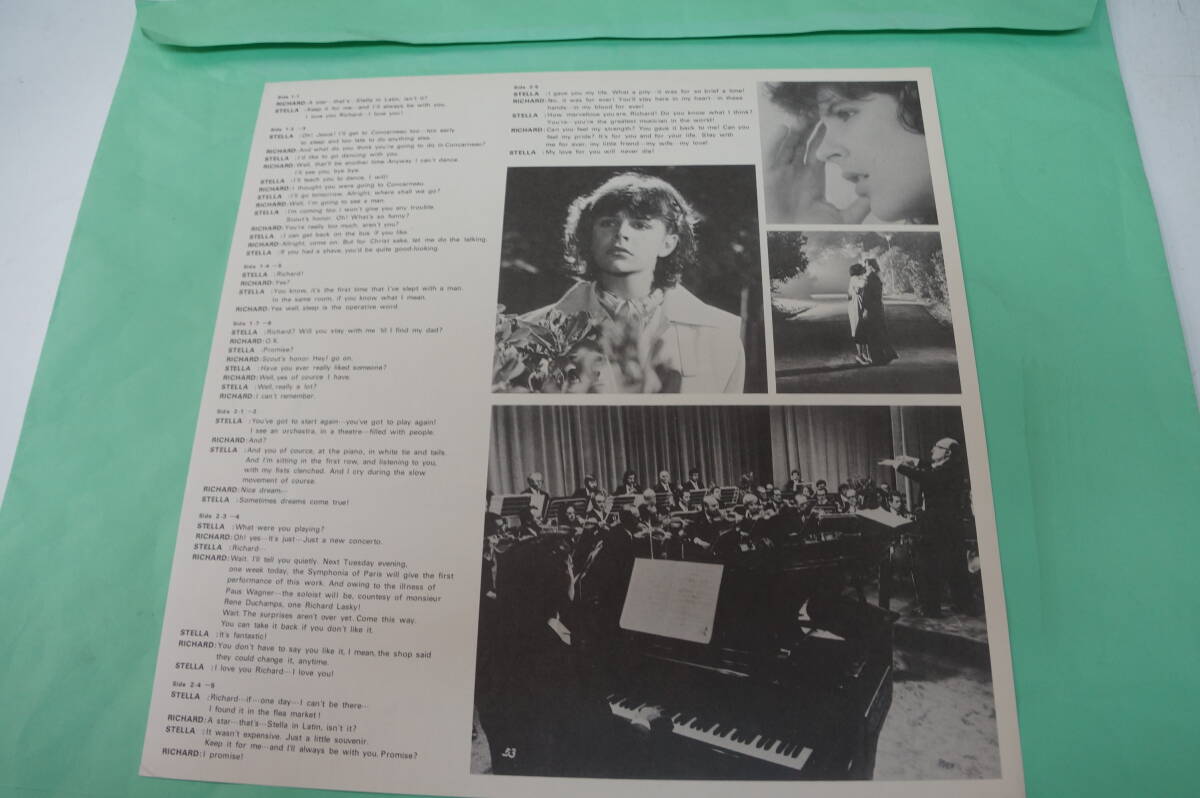 Side 1-1
RICHARD: A star···that's···Stella in Latin, isn't it?
STELLA :Keep it for me···and I'll always be with you.
I love you Richard···I love you!
Side 1-2 ─3
STELLA :Oh! Jesus! I'll get to Concarneau too···too early
to sleep and too late to do anything else.
RICHARD:And what do you think you're going to do in Concarneau?
STELLA :I'd like to go dancing with you.
RICHARD:Well, that'll be another time. Anyway I can't dance.
I'll see you, bye bye.
STELLA :I'll teach you to dance, I will!
RICHARD:I thought you were going to Concarneau.
STELLA :I'll go tomorrow. Allright, where shall we go?
RICHARD:Well, I'm going to see a man.
STELLA :I'm coming too. I won't give you any trouble.
Scout's honor. Oh! What's so funny?
RICHARD:You're really too much, aren't you?
STELLA :I can get back on the bus if you like.
RICHARD:Allright, come on. But for Christ sake, let me do the talking.
STELLA :If you had a shave, you'd be quite good-looking.
Side 1-4 ─5
STELLA :Richard!
RICHARD:Yes?
STELLA :You know, it's the first time that I've slept with a man.
In the same room, if you know what I mean.
RICHARD:Yes well, sleep is the operative word.
Side 1-7 ─8
STELLA :Richard? Will you stay with me 'til I find my dad?
RICHARD:O.K.
STELLA :Promise?
RICHARD:Scout's honor. Hey! go on.
STELLA :Have you ever really liked someone?
RICHARD:Well, yes of cource I have.
STELLA :Well, really a lot?
RICHARD:I can't remember.
Side 2-1 ─2
STELLA :You've got to start again···you've got to play again!
I see an orchestra, in a theatre···filled with people.
RICHARD:And?
STELLA :And you of cource, at the piano, in white tie and tails.
And I'm sitting in the first row, and listening to you,
with my fists clenched. And I cry during the slow
movement of course.
RICHARD:Nice dream···
STELLA :Sometimes dreams come true!
Side 2-3 ─4
STELLA :What were you playing?
RICHARD:Oh! yes···It's just···Just a new concerto.
STELLA :Richard···
RICHARD:Wait. I'll tell you quietly. Next Tuesday evening,
one week today, the Symphonia of Paris will give the first
performance of this work. And owing to the illness of
Paus Wagner···the soloist will be, countesy of monsieur
Rene Duchamps, one Richard Lasky!
Wait. The surprises aren't over yet. Come this way.
You can take it back if you don't like it.
STELLA :It's fantastic!
RICHARD:You don't have to say you like it, I mean, the shop said
they could change it, anytime.
STELLA :I love you Richard···I love you!
Side 2-4 ─5
STELLA :Richard···if···one day···I can't be there···
I found it in the flea market!
RICHARD:A star···that's···Stella in Latin, isn't it?
STELLA :It wasn't expensive. Just a little souvenir.
Keep it for me···and I'll always be with you. Promise?
RICHARD:I promise!
STELLA :I gave you my life. What a pity···it was for so brief a time!
RICHARD:No, it was for ever! You'll stay here in my heart···in these
hands···in my blood for ever!
STELLA :How marvellous you are, Richard! Do you know what I think?
You're···you're the greatest musician in the world!
RICHARD:Can you feel my strength? You gave it back to me! Can you
feel my pride? It's for you and for your life. Stay with
me for ever, my little friend···my wife···my love!
STELLA :My love for you will never die!